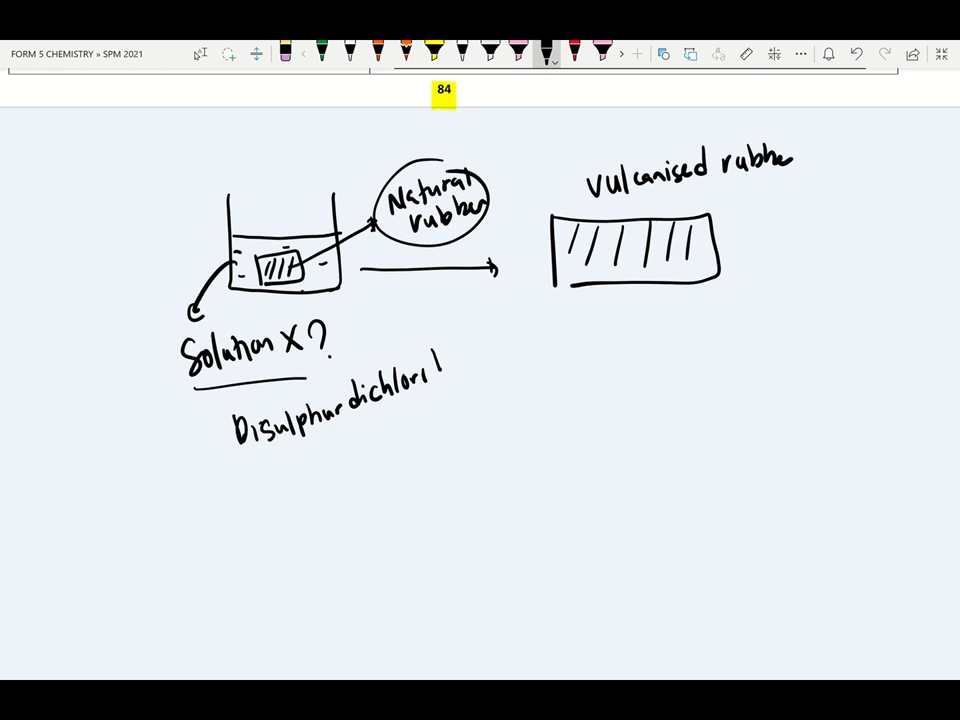 FORM 5 CHEMISTRY » SPM 2021
84
Natural
rubber
vulcanised rubbe
Solution X?
Disulphur dichlori